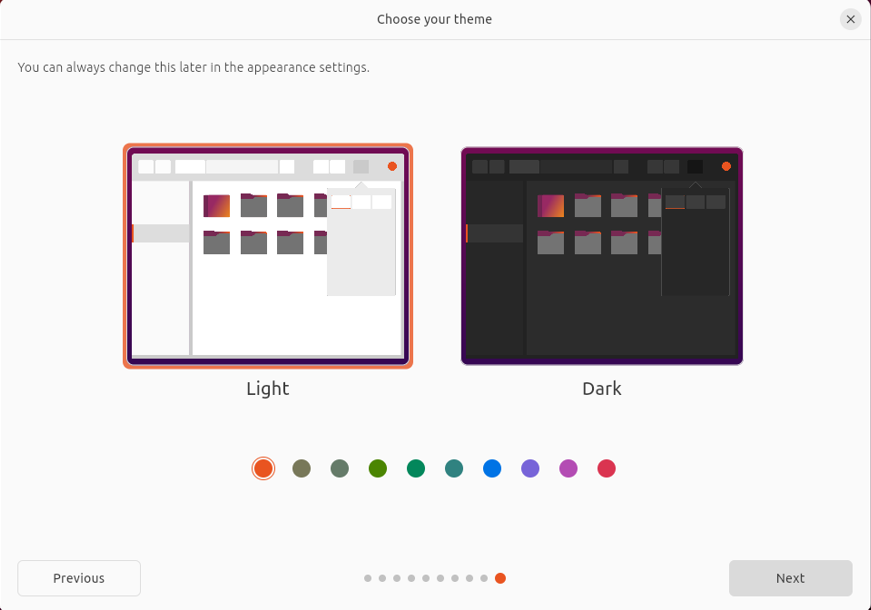 Choose your theme
You can always change this later in the appearance settings.
Light
Dark
Previous
Next